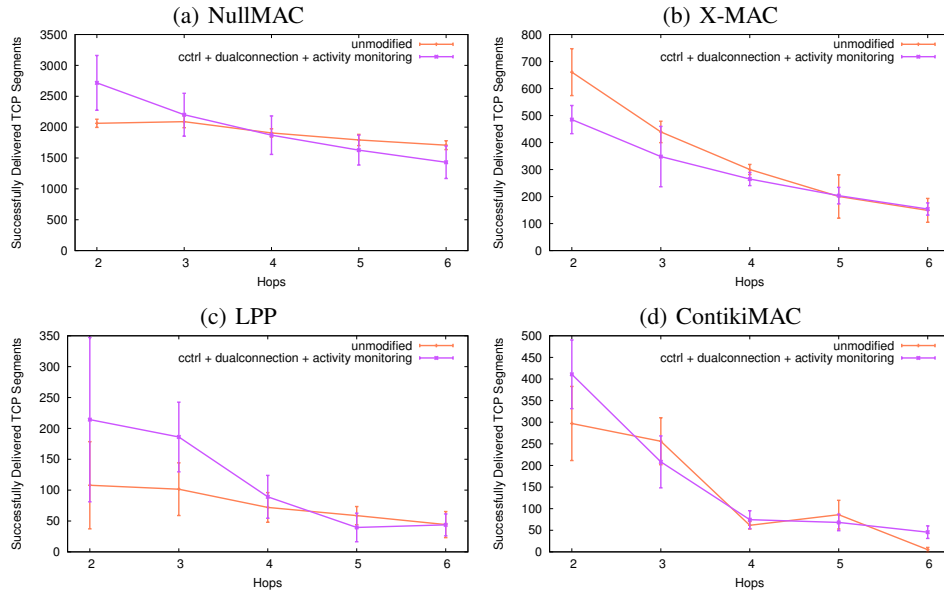 (a) NullMAC
Successfully Delivered TCP Segments
3500
3000
2500
2000
1500
1000
500
0
unmodified
cctrl + dualconnection + activity monitoring
2 3 4 5 6
Hops
(b) X-MAC
Successfully Delivered TCP Segments
800
700
600
500
400
300
200
100
0
unmodified
cctrl + dualconnection + activity monitoring
2 3 4 5 6
Hops
(c) LPP
Successfully Delivered TCP Segments
350
300
250
200
150
100
50
0
unmodified
cctrl + dualconnection + activity monitoring
2 3 4 5 6
Hops
(d) ContikiMAC
Successfully Delivered TCP Segments
500
450
400
350
300
250
200
150
100
50
0
unmodified
cctrl + dualconnection + activity monitoring
2 3 4 5 6
Hops